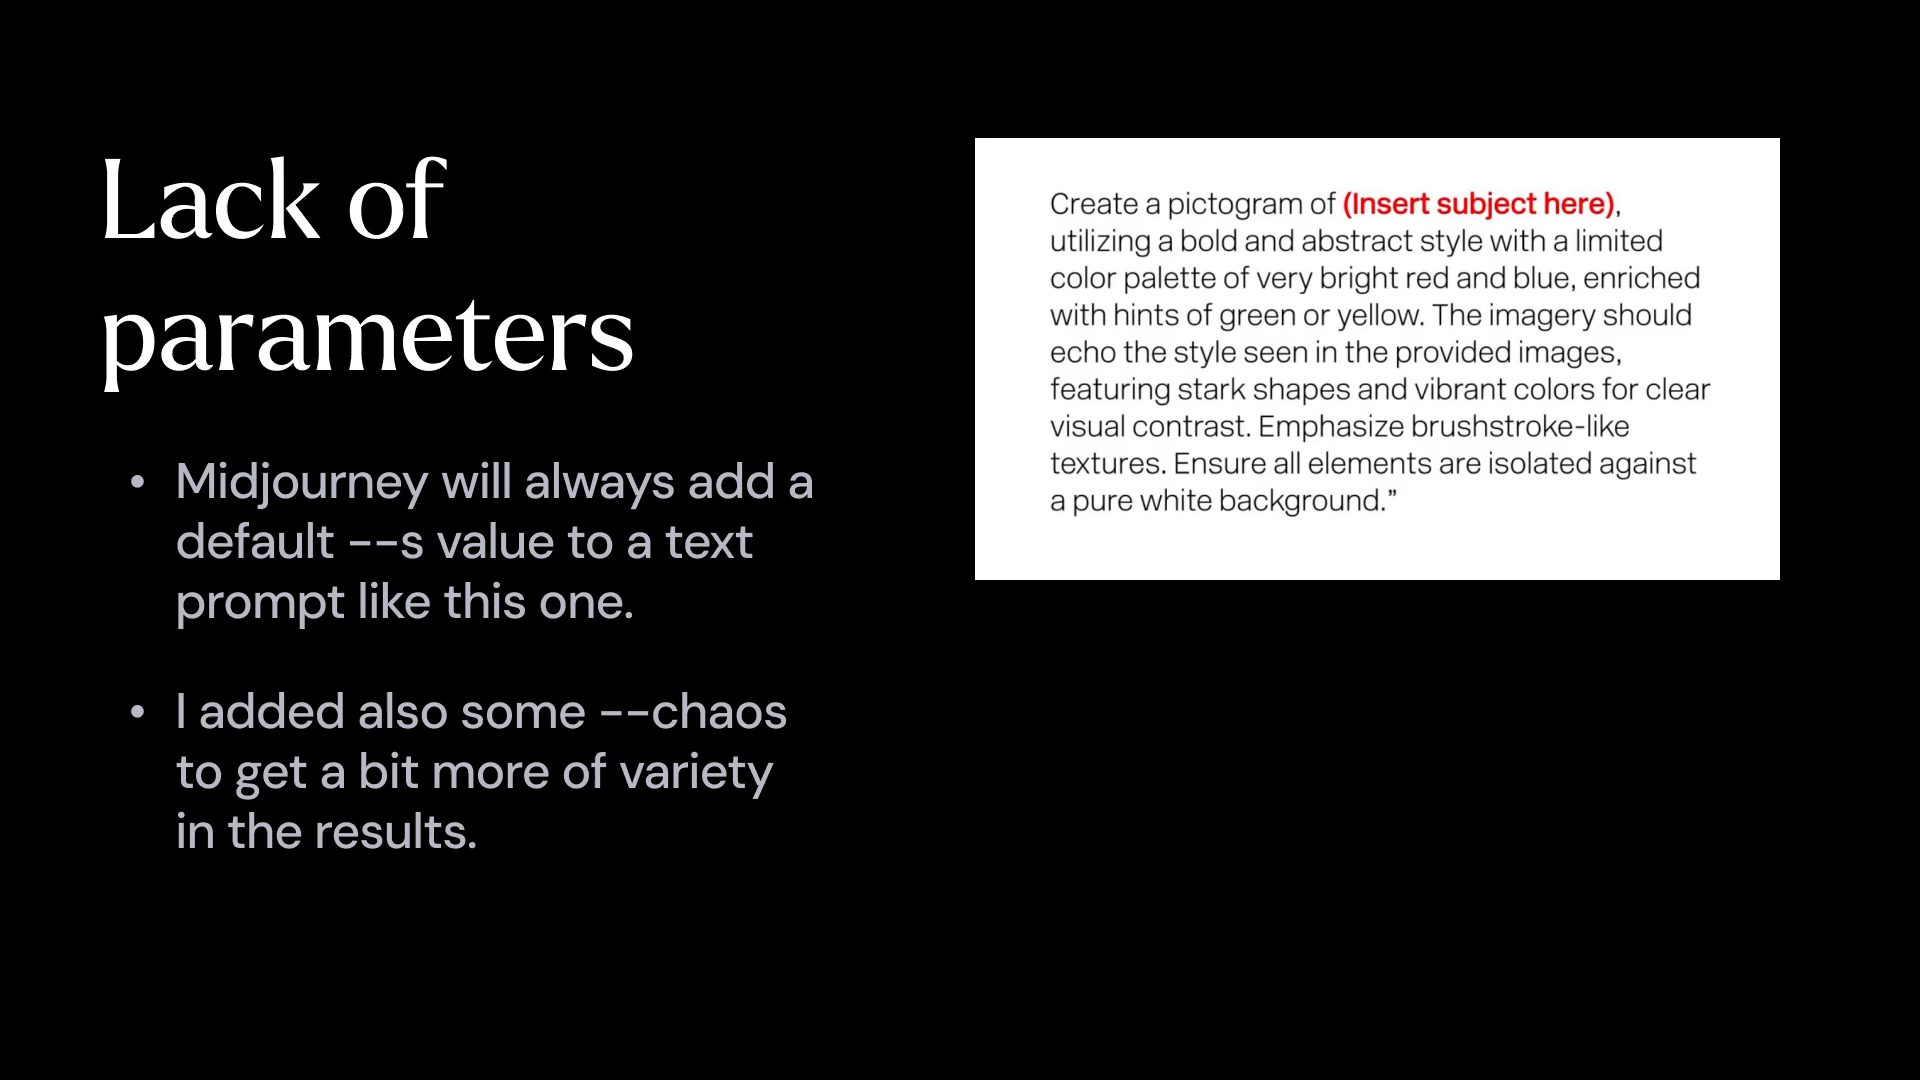 Lack of
parameters
• Midjourney will always add a
default --s value to a text
prompt like this one.
• I added also some --chaos
to get a bit more of variety
in the results.
Create a pictogram of (Insert subject here),
utilizing a bold and abstract style with a limited
color palette of very bright red and blue, enriched
with hints of green or yellow. The imagery should
echo the style seen in the provided images,
featuring stark shapes and vibrant colors for clear
visual contrast. Emphasize brushstroke-like
textures. Ensure all elements are isolated against
a pure white background.”